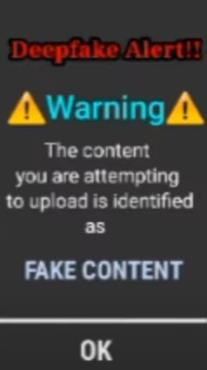 Deepfake Alert!!
⚠Warning⚠
The content
you are attempting
to upload is identified
as
FAKE CONTENT
OK